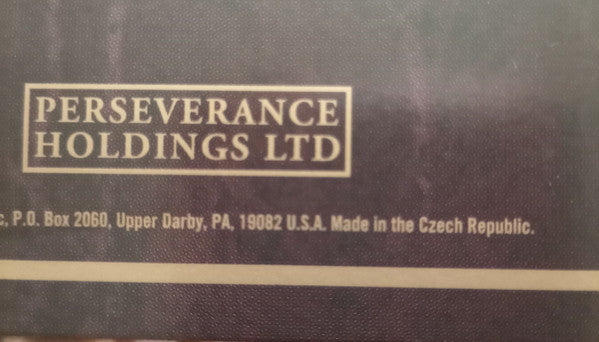 PERSEVERANCE
HOLDINGS LTD
c, P.O. Box 2060, Upper Darby, PA, 19082 U.S.A. Made in the Czech Republic.